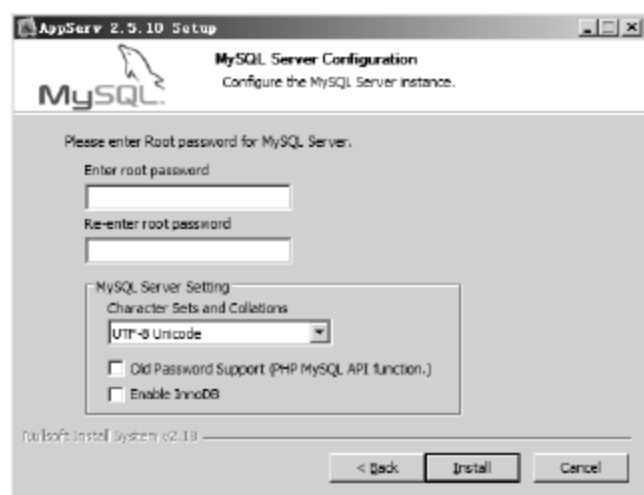 AppServ 2.5.10 Setup
MySQL Server Configuration
Configure the MySQL Server instance.
MySQL
Please enter Root password for MySQL Server.
Enter root password
Re-enter root password
MySQL Server Setting
Character Sets and Collations
UTF-8 Unicode
Old Password Support (PHP MySQL API function.)
Enable InnoDB
Nullsoft Install System v2.18
< Back Install Cancel